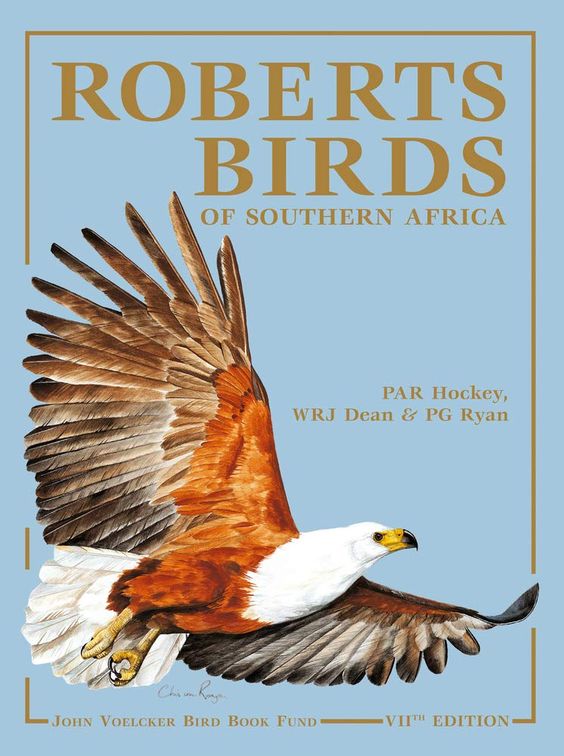 ROBERTS
BIRDS
OF SOUTHERN AFRICA
PAR Hockey,
WRJ Dean & PG Ryan
JOHN VOELCKER BIRD BOOK FUND
VIITH EDITION